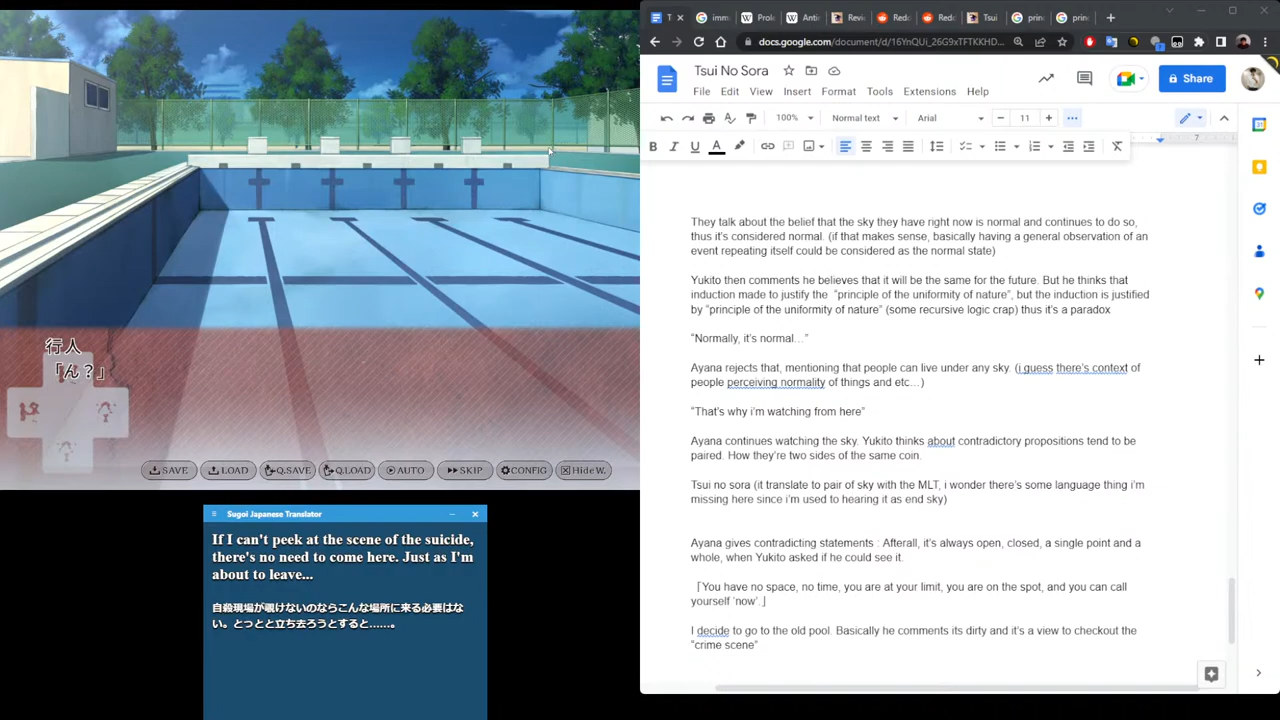 行人
「ん？」
SAVE
LOAD
Q.SAVE
Q.LOAD
AUTO
SKIP
CONFIG
Hide W.
Sugoi Japanese Translator
If I can't peek at the scene of the suicide,
there's no need to come here. Just as I'm
about to leave...
自殺現場が覗けないのならこんな場所に来る必要はな
い。とっとと立ち去ろうとすると……。
T
imm
Prolo
Anti
Revi
Redd
Redd
Tsui
princ
princ
docs.google.com/document/d/16YnQUi_26G9xTFTKKHD...
Tsui No Sora
File Edit View Insert Format Tools Extensions Help
Share
100%
Normal text
Arial
11
7
They talk about the belief that the sky they have right now is normal and continues to do so,
thus it's considered normal. (if that makes sense, basically having a general observation of an
event repeating itself could be considered as the normal state)
Yukito then comments he believes that it will be the same for the future. But he thinks that
induction made to justify the "principle of the uniformity of nature", but the induction is justified
by "principle of the uniformity of nature" (some recursive logic crap) thus it's a paradox
"Normally, it's normal..."
Ayana rejects that, mentioning that people can live under any sky. (i guess there's context of
people perceiving normality of things and etc...)
"That's why i'm watching from here"
Ayana continues watching the sky. Yukito thinks about contradictory propositions tend to be
paired. How they're two sides of the same coin.
Tsui no sora (it translate to pair of sky with the MLT, i wonder there's some language thing i'm
missing here since i'm used to hearing it as end sky)
Ayana gives contradicting statements : Afterall, it's always open, closed, a single point and a
whole, when Yukito asked if he could see it.
「You have no space, no time, you are at your limit, you are on the spot, and you can call
yourself 'now'.」
I decide to go to the old pool. Basically he comments its dirty and it's a view to checkout the
"crime scene"